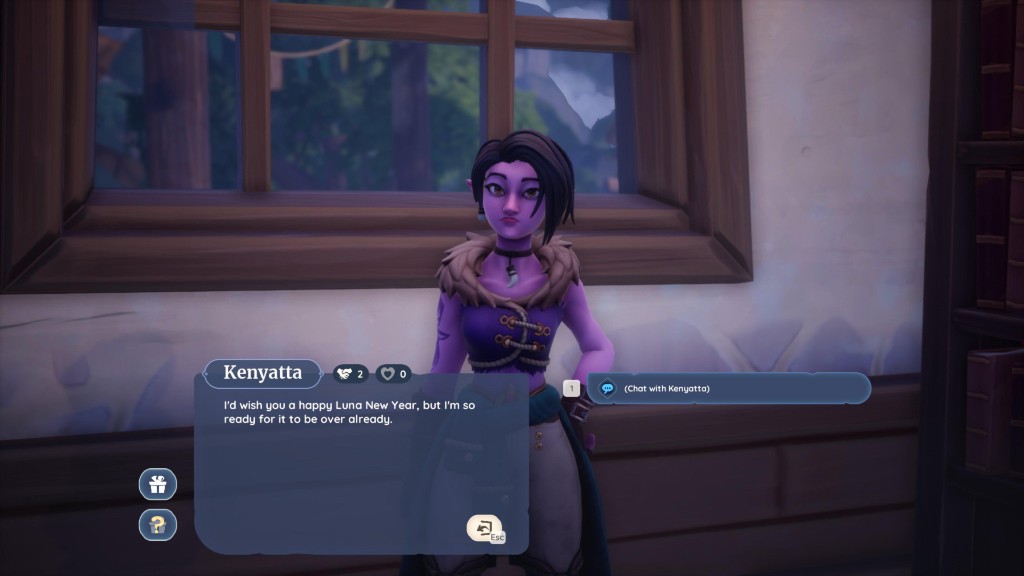 Kenyatta
2
0
I'd wish you a happy Luna New Year, but I'm so
ready for it to be over already.
1
(Chat with Kenyatta)
?
Esc